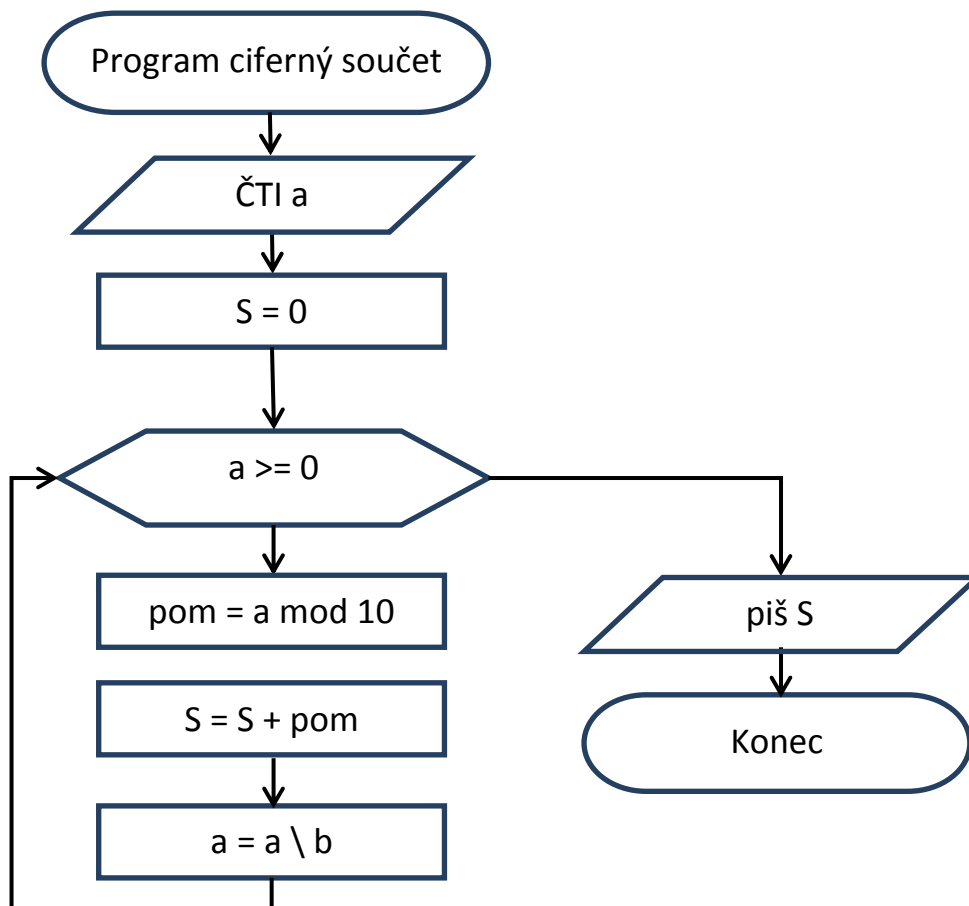 Program ciferný součet
ČTI a
S = 0
a >= 0
pom = a mod 10
S = S + pom
a = a \ b
piš S
Konec